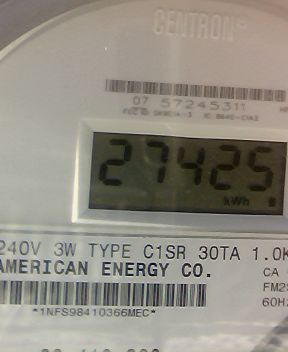 CENTRON®
07 57245311
27425
kWh
240V 3W TYPE C1SR 30TA 1.0K
AMERICAN ENERGY CO.
CA
FM2S
60HZ
*1NFS98410366MEC*